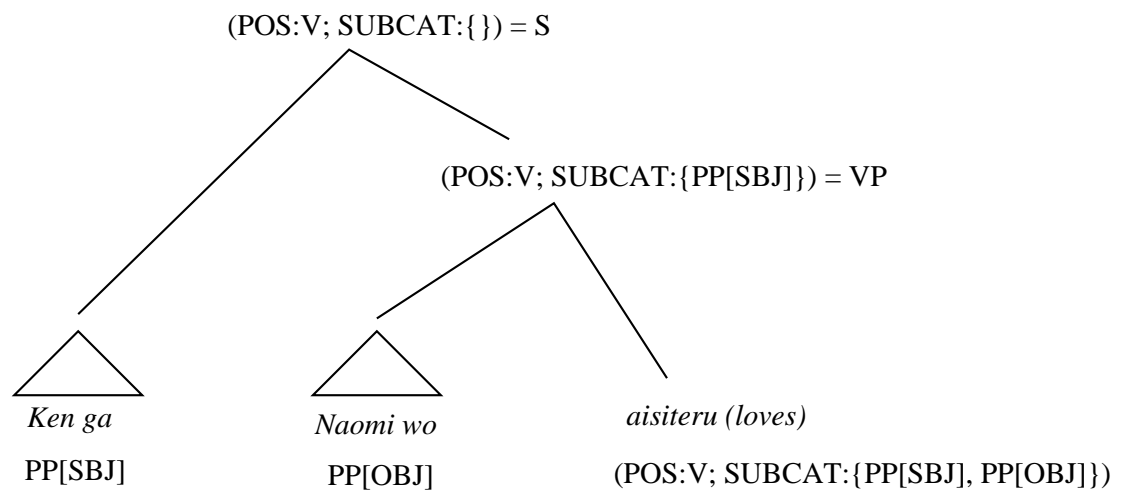 (POS:V; SUBCAT:{}) = S
(POS:V; SUBCAT:{PP[SBJ]}) = VP
Ken ga
Naomi wo
aisiteru (loves)
PP[SBJ]
PP[OBJ]
(POS:V; SUBCAT:{PP[SBJ], PP[OBJ]})